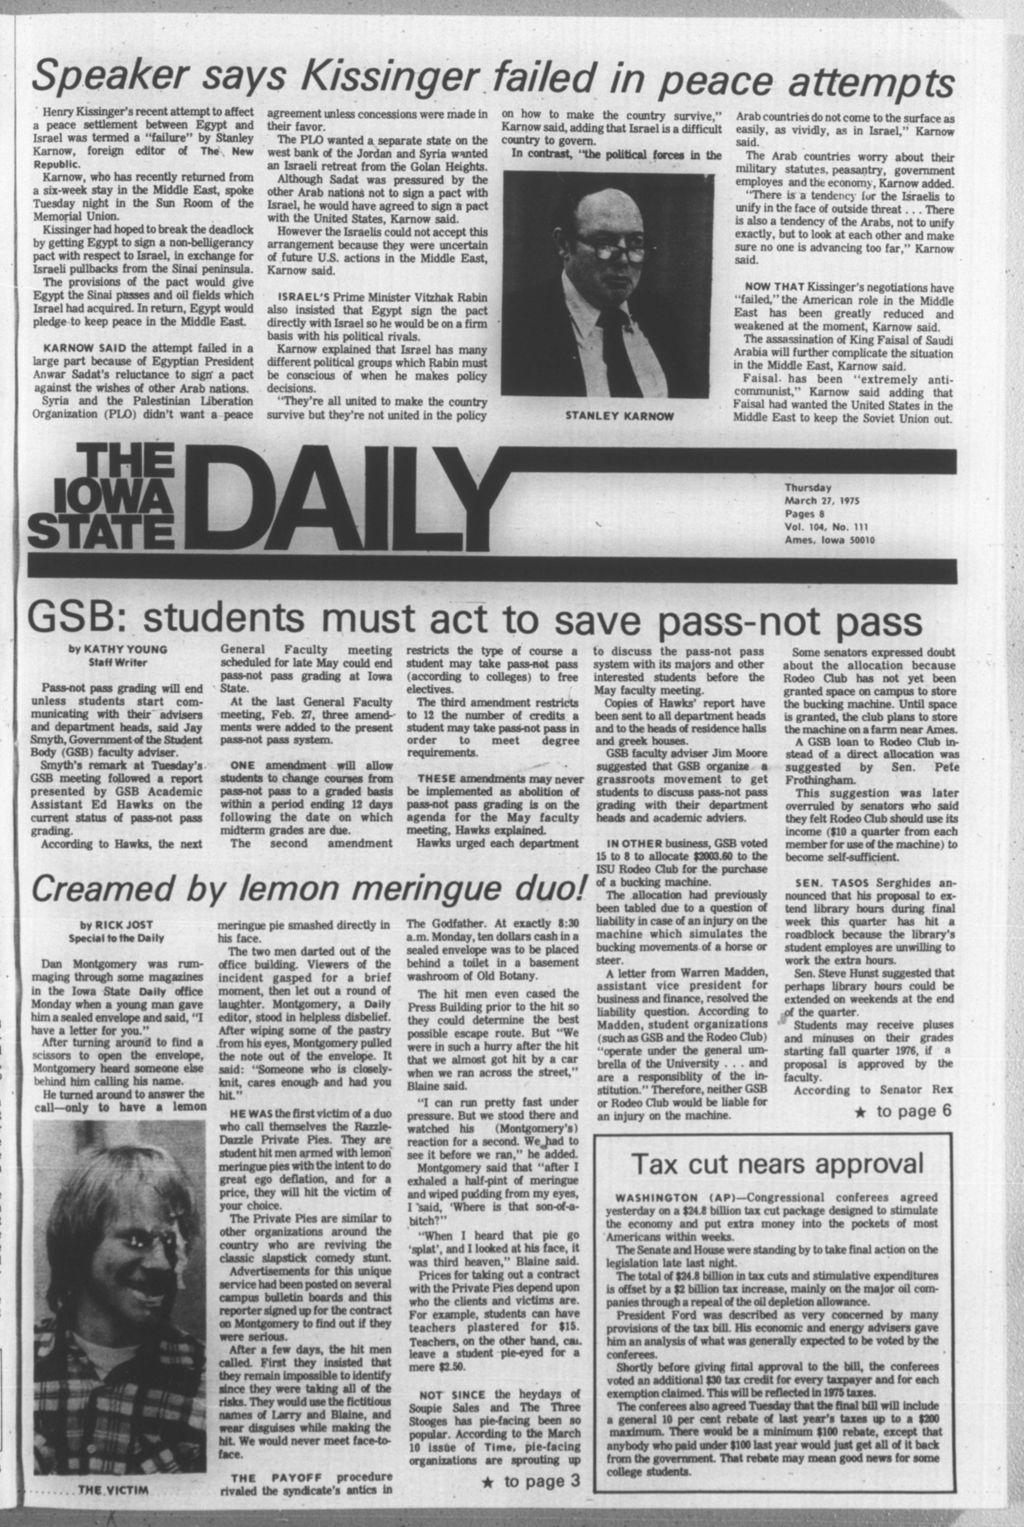 Speaker says Kissinger failed in peace attempts
Henry Kissinger's recent attempt to affect
a peace settlement between Egypt and
Israel was termed a "failure" by Stanley
Karnow, foreign editor of The New
Republic.
Karnow, who has recently returned from
a six-week stay in the Middle East, spoke
Tuesday night in the Sun Room of the
Memorial Union.
Kissinger had hoped to break the deadlock
by getting Egypt to sign a non-belligerancy
pact with respect to Israel, in exchange for
Israeli pullbacks from the Sinai peninsula.
The provisions of the pact would give
Egypt the Sinai passes and oil fields which
Israel had acquired. In return, Egypt would
pledge to keep peace in the Middle East.
KARNOW SAID the attempt failed in a
large part because of Egyptian President
Anwar Sadat's reluctance to sign a pact
against the wishes of other Arab nations.
Syria and the Palestinian Liberation
Organization (PLO) didn't want a peace
agreement unless concessions were made in
their favor.
The PLO wanted a separate state on the
west bank of the Jordan and Syria wanted
an Israeli retreat from the Golan Heights.
Although Sadat was pressured by the
other Arab nations not to sign a pact with
Israel, he would have agreed to sign a pact
with the United States, Karnow said.
However the Israelis could not accept this
arrangement because they were uncertain
of future U.S. actions in the Middle East,
Karnow said.
ISRAEL'S Prime Minister Vitzhak Rabin
also insisted that Egypt sign the pact
directly with Israel so he would be on a firm
basis with his political rivals.
Karnow explained that Israel has many
different political groups which Rabin must
be conscious of when he makes policy
decisions.
"They're all united to make the country
survive but they're not united in the policy
on how to make the country survive,"
Karnow said, adding that Israel is a difficult
country to govern.
In contrast, "the political forces in the
STANLEY KARNOW
Arab countries do not come to the surface as
easily, as vividly, as in Israel," Karnow
said.
The Arab countries worry about their
military statutes, peasantry, government
employes and the economy, Karnow added.
"There is a tendency for the Israelis to
unify in the face of outside threat . . . There
is also a tendency of the Arabs, not to unify
exactly, but to look at each other and make
sure no one is advancing too far," Karnow
said.
NOW THAT Kissinger's negotiations have
"failed," the American role in the Middle
East has been greatly reduced and
weakened at the moment, Karnow said.
The assassination of King Faisal of Saudi
Arabia will further complicate the situation
in the Middle East, Karnow said.
Faisal has been "extremely anti-
communist," Karnow said adding that
Faisal had wanted the United States in the
Middle East to keep the Soviet Union out.
THE
IOWA
STATE
DAILY
Thursday
March 27, 1975
Pages 8
Vol. 104, No. 111
Ames, Iowa 50010
GSB: students must act to save pass-not pass
by KATHY YOUNG
Staff Writer
Pass-not pass grading will end
unless students start com-
municating with their advisers
and department heads, said Jay
Smyth, Government of the Student
Body (GSB) faculty adviser.
Smyth's remark at Tuesday's
GSB meeting followed a report
presented by GSB Academic
Assistant Ed Hawks on the
current status of pass-not pass
grading.
According to Hawks, the next
General Faculty meeting
scheduled for late May could end
pass-not pass grading at Iowa
State.
At the last General Faculty
meeting, Feb. 27, three amend-
ments were added to the present
pass-not pass system.
ONE amendment will allow
students to change courses from
pass-not pass to a graded basis
within a period ending 12 days
following the date on which
midterm grades are due.
The second amendment
restricts the type of course a
student may take pass-not pass
(according to colleges) to free
electives.
The third amendment restricts
to 12 the number of credits a
student may take pass-not pass in
order to meet degree
requirements.
THESE amendments may never
be implemented as abolition of
pass-not pass grading is on the
agenda for the May faculty
meeting, Hawks explained.
Hawks urged each department
to discuss the pass-not pass
system with its majors and other
interested students before the
May faculty meeting.
Copies of Hawks' report have
been sent to all department heads
and to the heads of residence halls
and greek houses.
GSB faculty adviser Jim Moore
suggested that GSB organize a
grassroots movement to get
students to discuss pass-not pass
grading with their department
heads and academic advisers.
IN OTHER business, GSB voted
15 to 8 to allocate $2003.60 to the
ISU Rodeo Club for the purchase
of a bucking machine.
The allocation had previously
been tabled due to a question of
liability in case of an injury on the
machine which simulates the
bucking movements of a horse or
steer.
A letter from Warren Madden,
assistant vice president for
business and finance, resolved the
liability question. According to
Madden, student organizations
(such as GSB and the Rodeo Club)
"operate under the general um-
brella of the University . . . and
are a responsiblity of the in-
stitution." Therefore, neither GSB
or Rodeo Club would be liable for
an injury on the machine.
Some senators expressed doubt
about the allocation because
Rodeo Club has not yet been
granted space on campus to store
the bucking machine. Until space
is granted, the club plans to store
the machine on a farm near Ames.
A GSB loan to Rodeo Club in-
stead of a direct allocation was
suggested by Sen. Pete
Frothingham.
This suggestion was later
overruled by senators who said
they felt Rodeo Club should use its
income ($10 a quarter from each
member for use of the machine) to
become self-sufficient.
SEN. TASOS Serghides an-
nounced that his proposal to ex-
tend library hours during final
week this quarter has hit a
roadblock because the library's
student employes are unwilling to
work the extra hours.
Sen. Steve Hunst suggested that
perhaps library hours could be
extended on weekends at the end
of the quarter.
Students may receive pluses
and minuses on their grades
starting fall quarter 1976, if a
proposal is approved by the
faculty.
According to Senator Rex
★ to page 6
Creamed by lemon meringue duo!
by RICK JOST
Special to the Daily
Dan Montgomery was rum-
maging through some magazines
in the Iowa State Daily office
Monday when a young man gave
him a sealed envelope and said, "I
have a letter for you."
After turning around to find a
scissors to open the envelope,
Montgomery heard someone else
behind him calling his name.
He turned around to answer the
call—only to have a lemon
THE VICTIM
meringue pie smashed directly in
his face.
The two men darted out of the
office building. Viewers of the
incident gasped for a brief
moment, then let out a round of
laughter. Montgomery, a Daily
editor, stood in helpless disbelief.
After wiping some of the pastry
from his eyes, Montgomery pulled
the note out of the envelope. It
said: "Someone who is closely-
knit, cares enough and had you
hit."
HE WAS the first victim of a duo
who call themselves the Razzle-
Dazzle Private Pies. They are
student hit men armed with lemon
meringue pies with the intent to do
great ego deflation, and for a
price, they will hit the victim of
your choice.
The Private Pies are similar to
other organizations around the
country who are reviving the
classic slapstick comedy stunt.
Advertisements for this unique
service had been posted on several
campus bulletin boards and this
reporter signed up for the contract
on Montgomery to find out if they
were serious.
After a few days, the hit men
called. First they insisted that
they remain impossible to identify
since they were taking all of the
risks. They would use the fictitious
names of Larry and Blaine, and
wear disguises while making the
hit. We would never meet face-to-
face.
THE PAYOFF procedure
rivaled the syndicate's antics in
The Godfather. At exactly 8:30
a.m. Monday, ten dollars cash in a
sealed envelope was to be placed
behind a toilet in a basement
washroom of Old Botany.
The hit men even cased the
Press Building prior to the hit so
they could determine the best
possible escape route. But "We
were in such a hurry after the hit
that we almost got hit by a car
when we ran across the street,"
Blaine said.
"I can run pretty fast under
pressure. But we stood there and
watched his (Montgomery's)
reaction for a second. We had to
see it before we ran," he added.
Montgomery said that "after I
exhaled a half-pint of meringue
and wiped pudding from my eyes,
I said, 'Where is that son-of-a-
bitch?"
"When I heard that pie go
'splat', and I looked at his face, it
was third heaven," Blaine said.
Prices for taking out a contract
with the Private Pies depend upon
who the clients and victims are.
For example, students can have
teachers plastered for $15.
Teachers, on the other hand, can
leave a student pie-eyed for a
mere $2.50.
NOT SINCE the heydays of
Soupie Sales and The Three
Stooges has pie-facing been so
popular. According to the March
10 issue of Time, pie-facing
organizations are sprouting up
★ to page 3
Tax cut nears approval
WASHINGTON (AP)—Congressional conferees agreed
yesterday on a $24.8 billion tax cut package designed to stimulate
the economy and put extra money into the pockets of most
Americans within weeks.
The Senate and House were standing by to take final action on the
legislation late last night.
The total of $24.8 billion in tax cuts and stimulative expenditures
is offset by a $2 billion tax increase, mainly on the major oil com-
panies through a repeal of the oil depletion allowance.
President Ford was described as very concerned by many
provisions of the tax bill. His economic and energy advisers gave
him an analysis of what was generally expected to be voted by the
conferees.
Shortly before giving final approval to the bill, the conferees
voted an additional $30 tax credit for every taxpayer and for each
exemption claimed. This will be reflected in 1975 taxes.
The conferees also agreed Tuesday that the final bill will include
a general 10 per cent rebate of last year's taxes up to a $200
maximum. There would be a minimum $100 rebate, except that
anybody who paid under $100 last year would just get all of it back
from the government. That rebate may mean good news for some
college students.